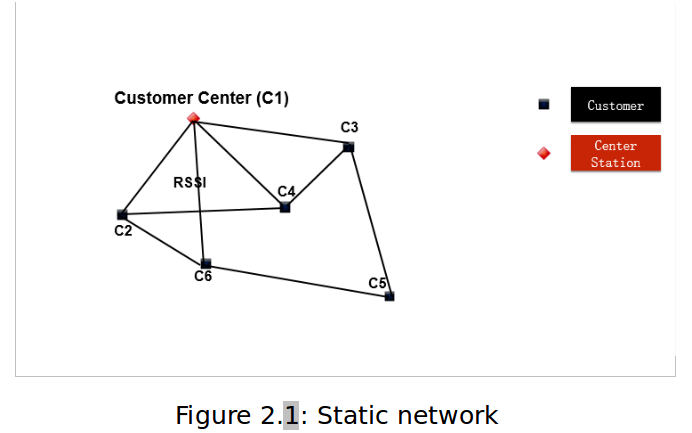 Customer Center (C1)
C3
Customer
Center
Station
RSSI
C4
C2
C6
C5
Figure 2.1: Static network